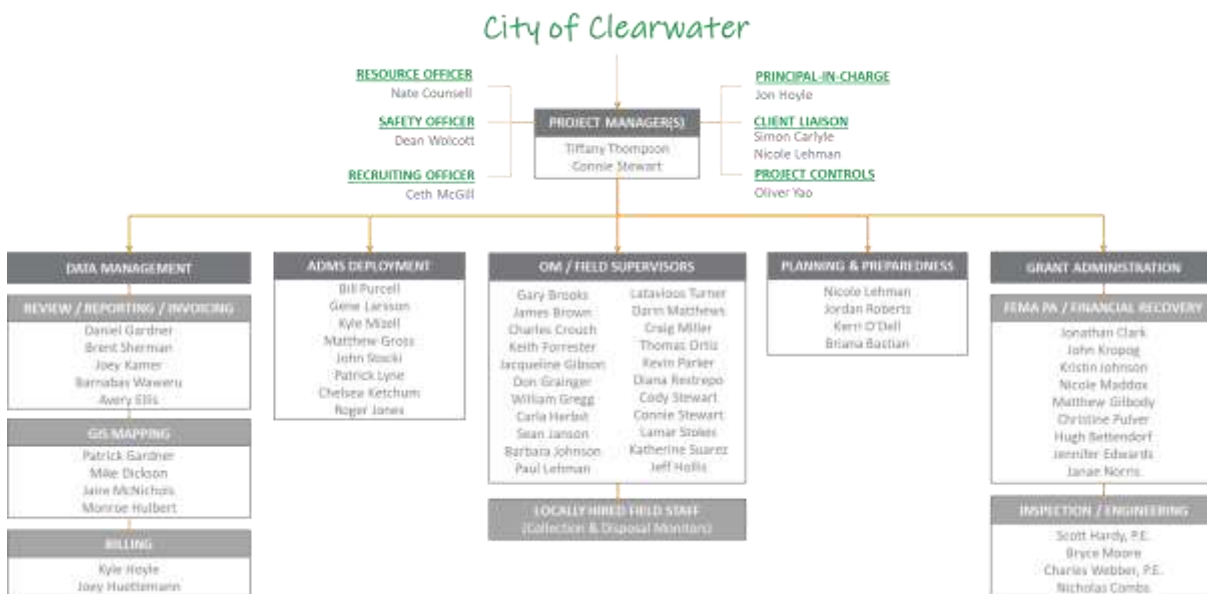 City of Clearwater
RESOURCE OFFICER
Nate Counsell
SAFETY OFFICER
Dean Wolcott
RECRUITING OFFICER
Ceth McGill
PRINCIPAL-IN-CHARGE
Jon Hoyle
CLIENT LIAISON
Simon Carlyle
Nicole Lehman
PROJECT CONTROLS
Oliver Yao
PROJECT MANAGER(S)
Tiffany Thompson
Connie Stewart
DATA MANAGEMENT
REVIEW / REPORTING / INVOICING
Daniel Gardner
Brent Sherman
Joey Kamer
Barnabas Waweru
Avery Ellis
GIS MAPPING
Patrick Gardner
Mike Dickson
Jaire McNichols
Monroe Hulbert
BILLING
Kyle Hoyle
Joey Huettemann
ADMS DEPLOYMENT
Bill Purcell
Gene Larsson
Kyle Mizell
Matthew Gross
John Stocki
Patrick Lyne
Chelsea Ketchum
Roger Jones
OM / FIELD SUPERVISORS
Gary Brooks
James Brown
Charles Crouch
Keith Forrester
Jacqueline Gibson
Don Grainger
William Gregg
Carla Herbst
Sean Janson
Barbara Johnson
Paul Lehman
Latavious Turner
Darin Matthews
Craig Miller
Thomas Ortiz
Kevin Parker
Diana Restrepo
Cody Stewart
Connie Stewart
Lamar Stokes
Katherine Suarez
Jeff Hollis
LOCALLY HIRED FIELD STAFF
(Collection & Disposal Monitors)
PLANNING & PREPAREDNESS
Nicole Lehman
Jordan Roberts
Kerri O'Dell
Briana Bastian
GRANT ADMINISTRATION
FEMA PA / FINANCIAL RECOVERY
Jonathan Clark
John Kropog
Kristin Johnson
Nicole Maddox
Matthew Gilbody
Christine Pulver
Hugh Bettendorf
Jennifer Edwards
Janae Norris
INSPECTION / ENGINEERING
Scott Hardy, P.E.
Bryce Moore
Charles Webber, P.E.
Nicholas Combs